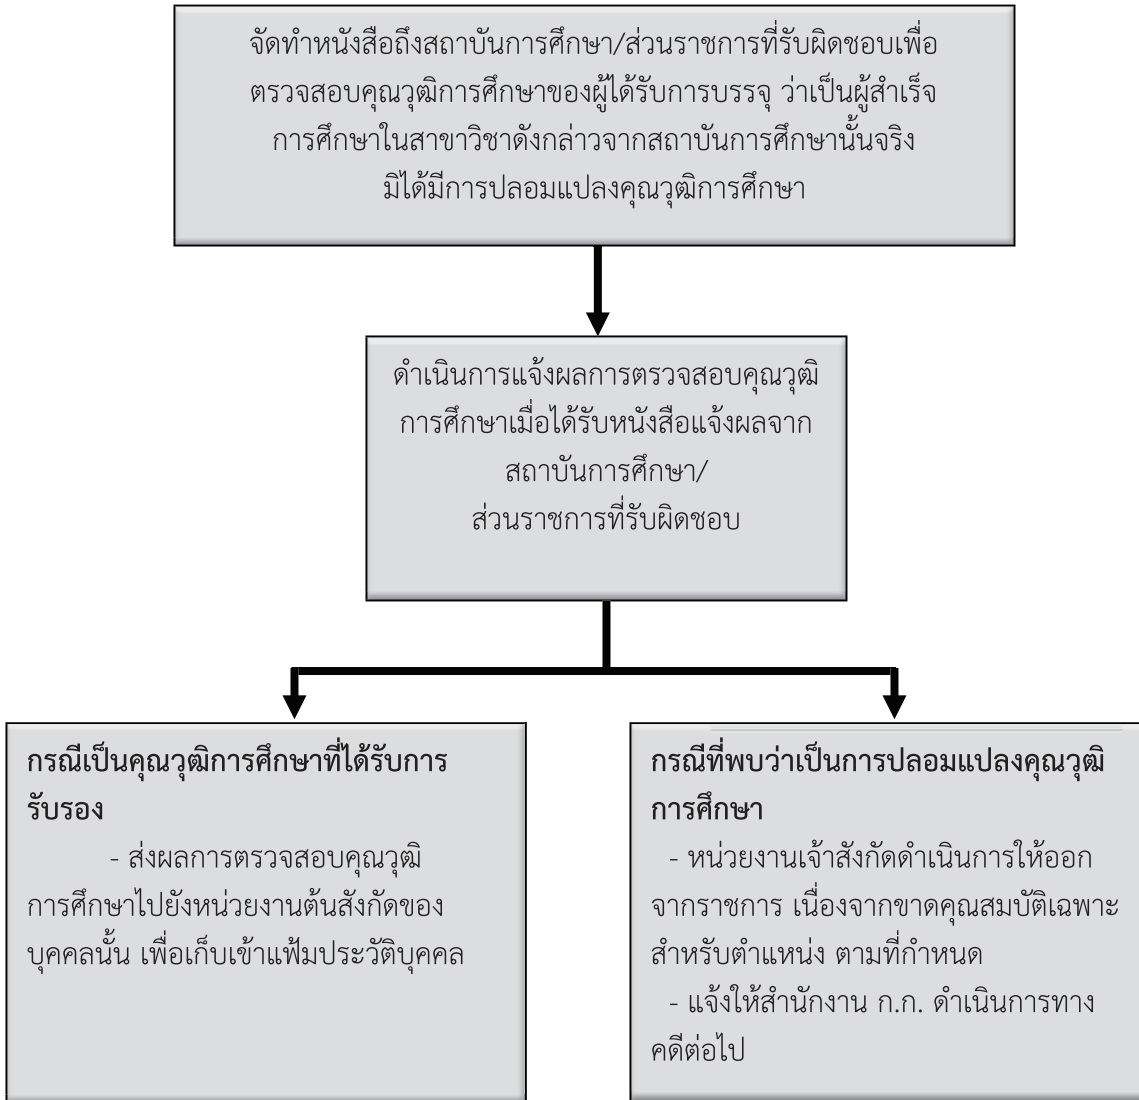 จัดทำหนังสือถึงสถาบันการศึกษา/ส่วนราชการที่รับผิดชอบเพื่อ
ตรวจสอบคุณวุฒิการศึกษาของผู้ได้รับการบรรจุ ว่าเป็นผู้สำเร็จ
การศึกษาในสาขาวิชาดังกล่าวจากสถาบันการศึกษานั้นจริง
มิได้มีการปลอมแปลงคุณวุฒิการศึกษา
ดำเนินการแจ้งผลการตรวจสอบคุณวุฒิ
การศึกษาเมื่อได้รับหนังสือแจ้งผลจาก
สถาบันการศึกษา/
ส่วนราชการที่รับผิดชอบ
กรณีเป็นคุณวุฒิการศึกษาที่ได้รับการ
รับรอง
- ส่งผลการตรวจสอบคุณวุฒิ
การศึกษาไปยังหน่วยงานต้นสังกัดของ
บุคคลนั้น เพื่อเก็บเข้าแฟ้มประวัติบุคคล
กรณีที่พบว่าเป็นการปลอมแปลงคุณวุฒิ
การศึกษา
- หน่วยงานเจ้าสังกัดดำเนินการให้ออก
จากราชการ เนื่องจากขาดคุณสมบัติเฉพาะ
สำหรับตำแหน่ง ตามที่กำหนด
- แจ้งให้สำนักงาน ก.ก. ดำเนินการทาง
คดีต่อไป